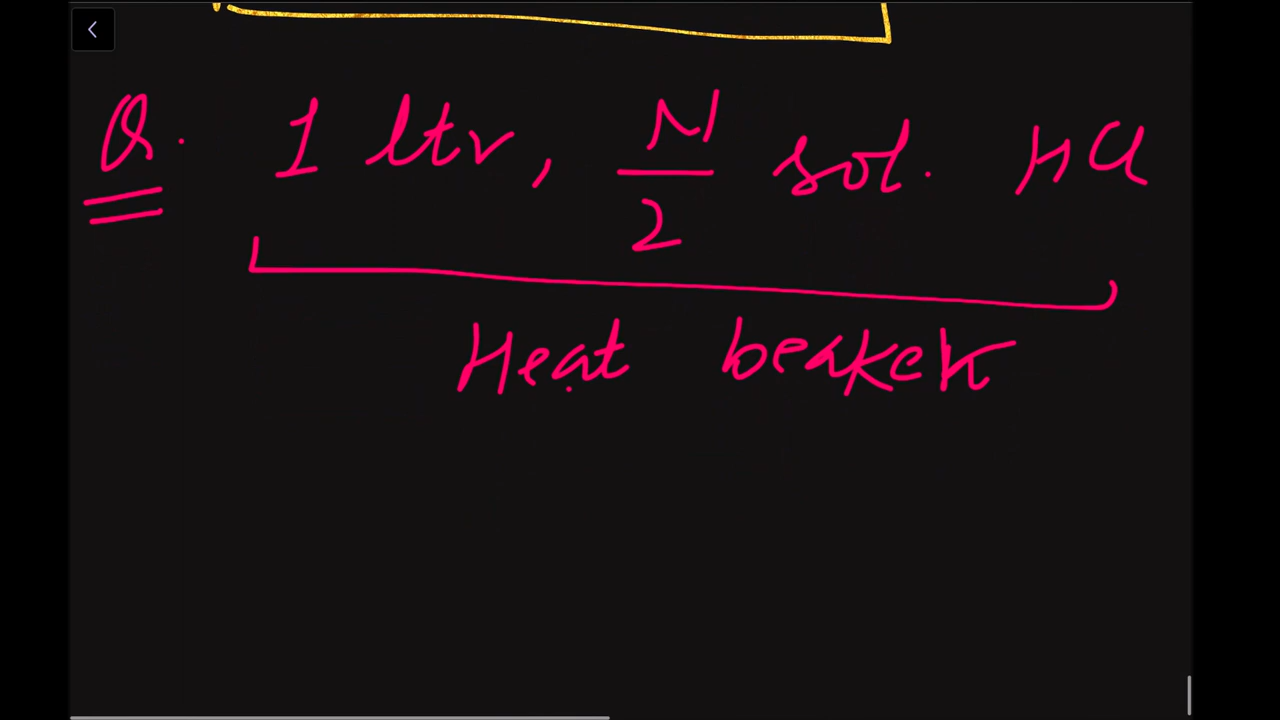 Q. 1 ltr, N/2 sol. HCl
Heat beaker